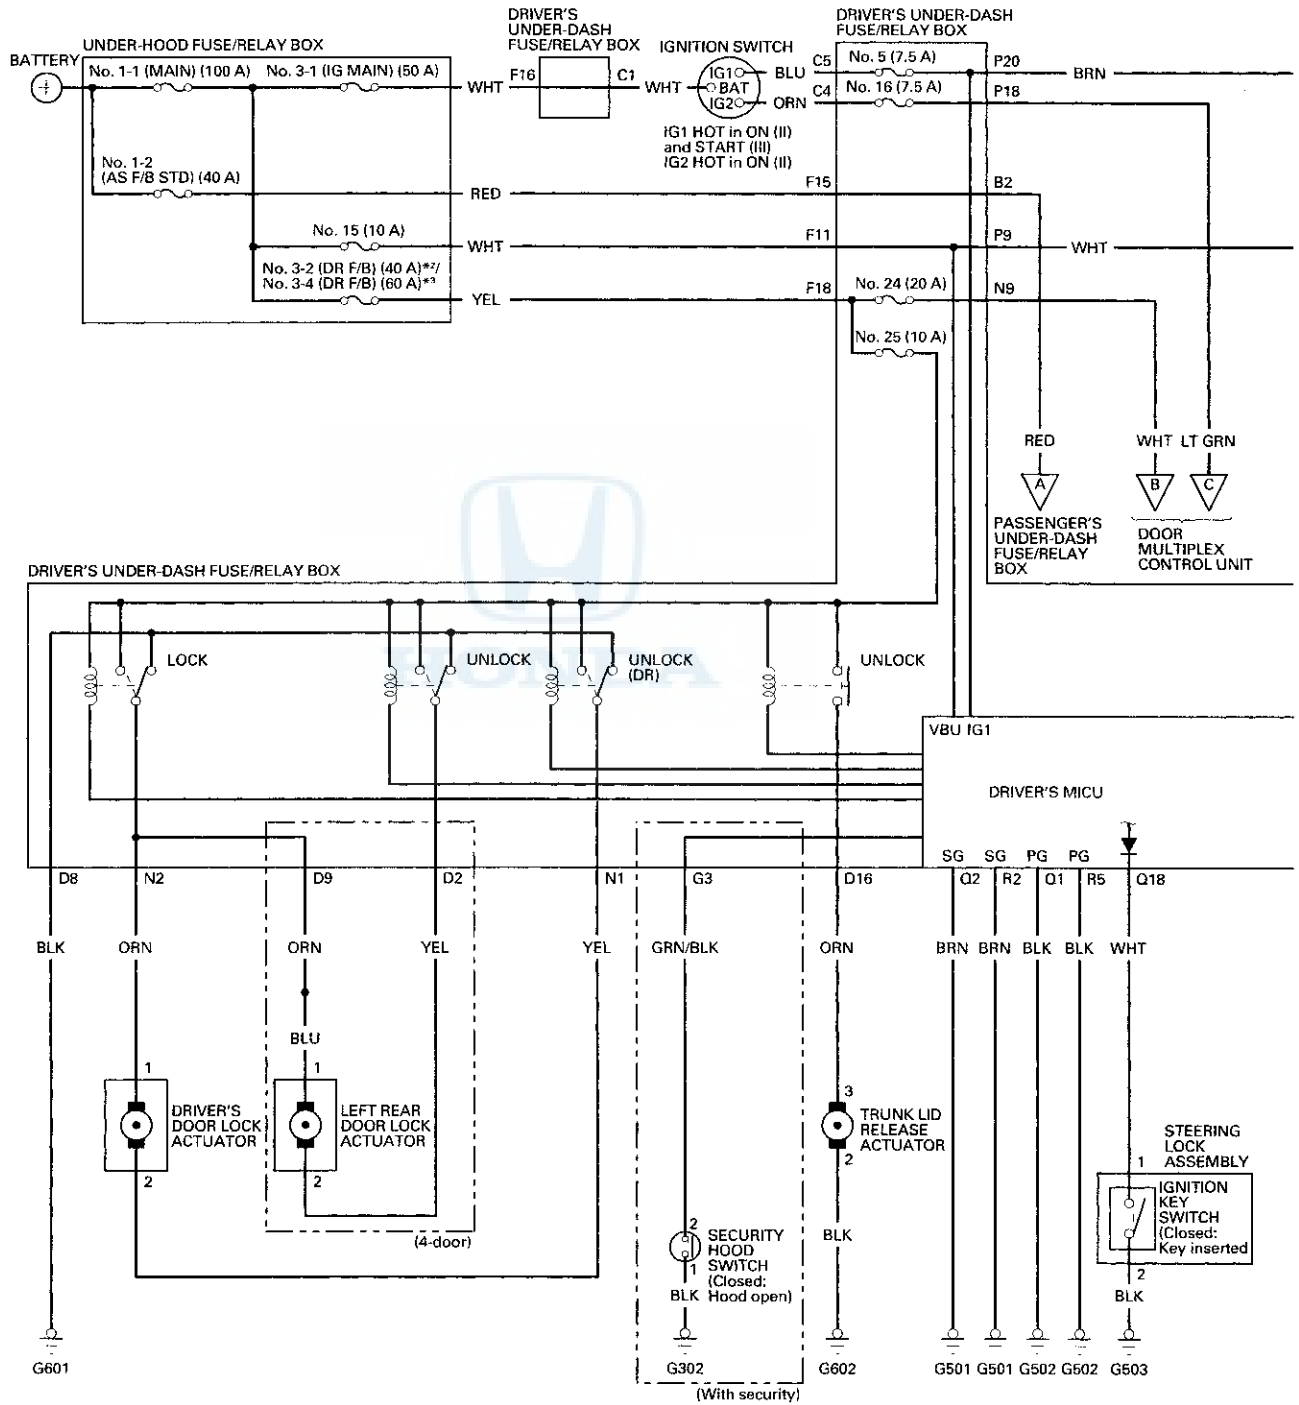 DRIVER'S
UNDER-DASH
FUSE/RELAY BOX
DRIVER'S UNDER-DASH
FUSE/RELAY BOX
UNDER-HOOD FUSE/RELAY BOX
IGNITION SWITCH
BATTERY
No. 1-1 (MAIN) (100 A)
No. 3-1 (IG MAIN) (50 A)
WHT
F16
C1
WHT
IG1
BAT
IG2
BLU
ORN
C5
C4
No. 5 (7.5 A)
No. 16 (7.5 A)
P20
P18
BRN
IG1 HOT in ON (II)
and START (III)
IG2 HOT in ON (II)
No. 1-2
(AS F/B STD) (40 A)
RED
F15
B2
No. 15 (10 A)
WHT
F11
P9
WHT
No. 3-2 (DR F/B) (40 A)*2/
No. 3-4 (DR F/B) (60 A)*3
YEL
F18
No. 24 (20 A)
N9
No. 25 (10 A)
RED
WHT
LT GRN
A
B
C
PASSENGER'S
UNDER-DASH
FUSE/RELAY
BOX
DOOR
MULTIPLEX
CONTROL UNIT
HONDA
DRIVER'S UNDER-DASH FUSE/RELAY BOX
LOCK
UNLOCK
UNLOCK
(DR)
UNLOCK
VBU IG1
DRIVER'S MICU
SG SG PG PG
D8 N2 D9 D2 N1 G3 D16 Q2 R2 Q1 R5 Q18
BLK ORN ORN YEL YEL GRN/BLK ORN BRN BRN BLK BLK WHT
BLU
1
DRIVER'S
DOOR LOCK
ACTUATOR
2
1
LEFT REAR
DOOR LOCK
ACTUATOR
2
(4-door)
3
TRUNK LID
RELEASE
ACTUATOR
2
BLK
STEERING
LOCK
ASSEMBLY
1
IGNITION
KEY
SWITCH
(Closed:
Key inserted
2
BLK
2
SECURITY
HOOD
SWITCH
(Closed:
Hood open)
1
BLK
G601 G302 G602 G501 G501 G502 G502 G503
(With security)